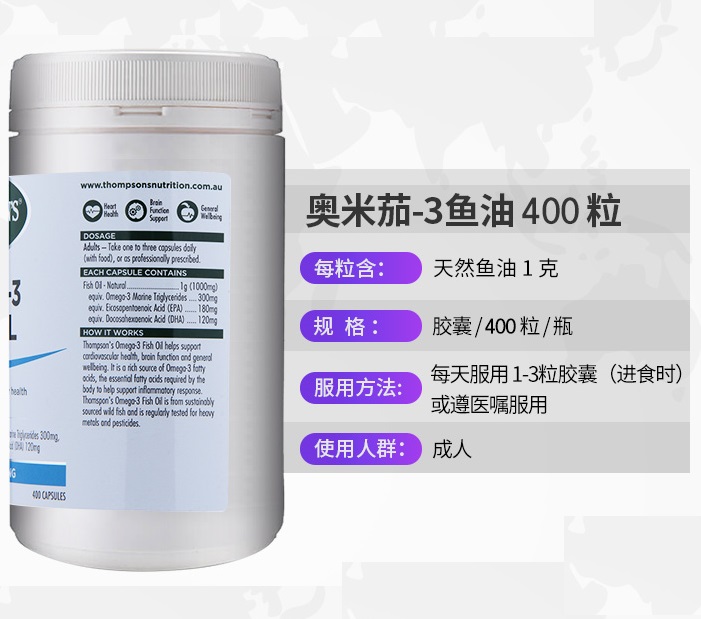 www.thompsonsnutrition.com.au
Heart
Health
Brain
Function
Support
General
Wellbeing
DOSAGE
Adults – Take one to three capsules daily
(with food), or as professionally prescribed.
EACH CAPSULE CONTAINS
Fish Oil - Natural ........ 1g (1000mg)
equiv. Omega-3 Marine Triglycerides .... 300mg
equiv. Eicosapentaenoic Acid (EPA) ...... 180mg
equiv. Docosahexaenoic Acid (DHA) ..... 120mg
HOW IT WORKS
Thompson's Omega-3 Fish Oil helps support
cardiovascular health, brain function and general
wellbeing. It is a rich source of Omega-3 fatty
acids, the essential fatty acids required by the
body to help support inflammatory response.
Thompson's Omega-3 Fish Oil is from sustainably
sourced wild fish and is regularly tested for heavy
metals and pesticides.
-3
L
health
Triglycerides 300mg,
(DHA) 120mg
400 CAPSULES
奥米茄-3鱼油 400 粒
每粒含： 天然鱼油 1 克
规 格： 胶囊 / 400 粒 / 瓶
服用方法: 每天服用 1-3粒胶囊（进食时）
或遵医嘱服用
使用人群： 成人